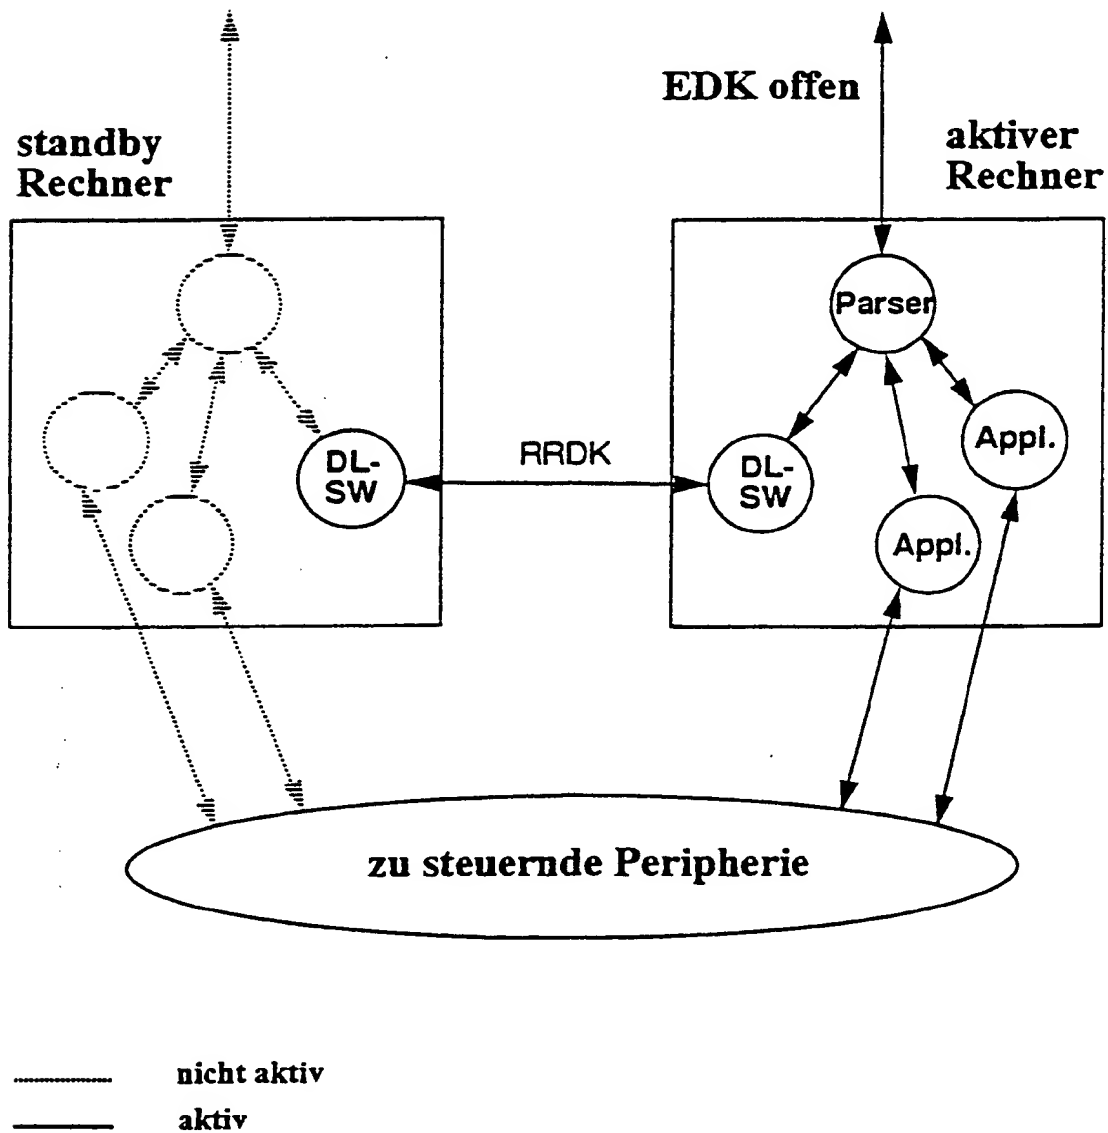 EDK offen
standby
Rechner
aktiver
Rechner
Parser
Appl.
DL-
SW
RRDK
DL-
SW
Appl.
zu steuernde Peripherie
nicht aktiv
aktiv